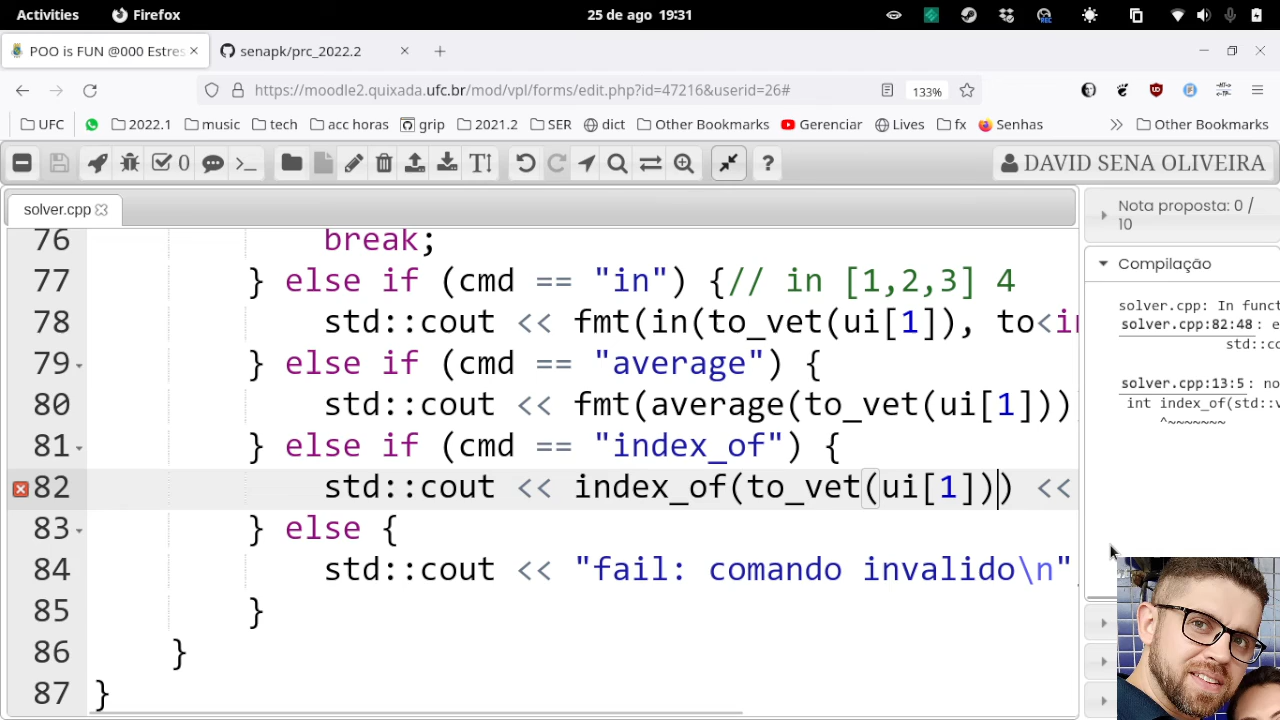 Activities Firefox 25 de ago 19:31
POO is FUN @000 Estres senapk/prc_2022.2
https://moodle2.quixada.ufc.br/mod/vpl/forms/edit.php?id=47216&userid=26# 133%
UFC 2022.1 music tech acc horas grip 2021.2 SER dict Other Bookmarks Gerenciar Lives fx Senhas Other Bookmarks
0 DAVID SENA OLIVEIRA
solver.cpp
Nota proposta: 0 /
10
Compilação
solver.cpp: In funct
solver.cpp:82:48: e
std::co
solver.cpp:13:5: no
int index_of(std::v
^~~~~~~~
76 break;
77 } else if (cmd == "in") {// in [1,2,3] 4
78 std::cout << fmt(in(to_vet(ui[1]), to<in
79 } else if (cmd == "average") {
80 std::cout << fmt(average(to_vet(ui[1]))
81 } else if (cmd == "index_of") {
82 std::cout << index_of(to_vet(ui[1])) <<
83 } else {
84 std::cout << "fail: comando invalido\n"
85 }
86 }
87 }